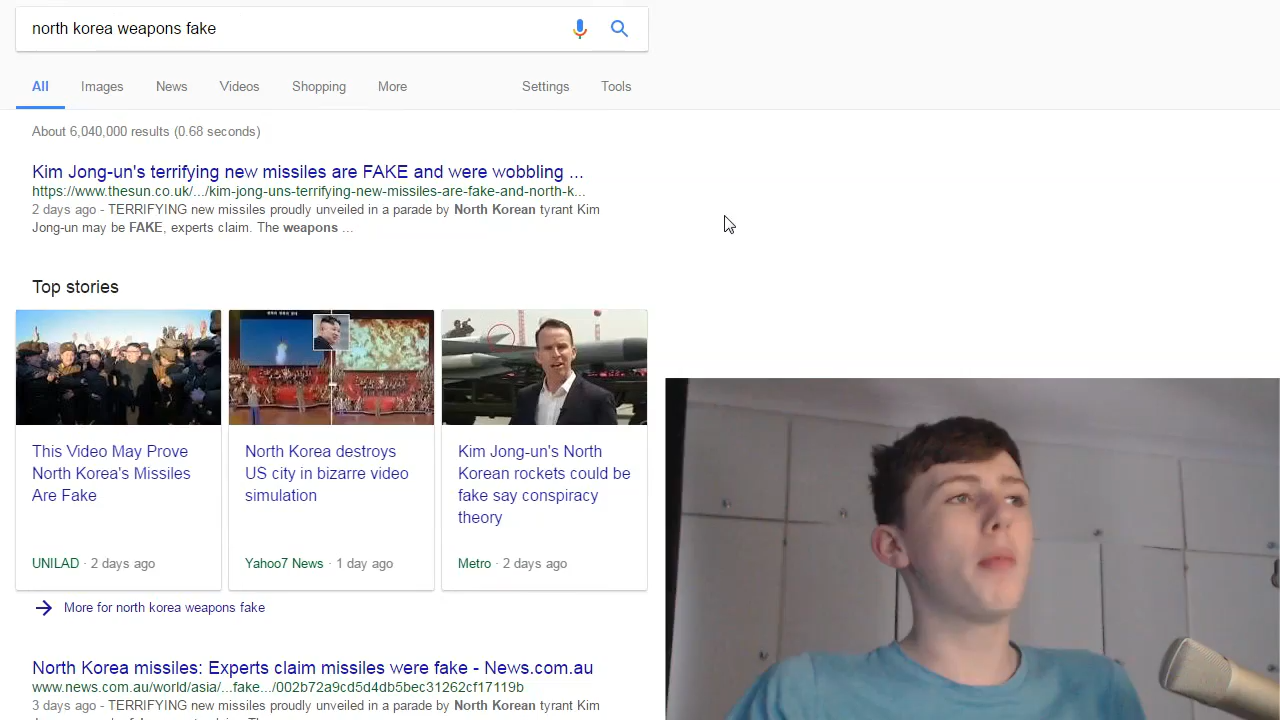 north korea weapons fake
All
Images
News
Videos
Shopping
More
Settings
Tools
About 6,040,000 results (0.68 seconds)
Kim Jong-un's terrifying new missiles are FAKE and were wobbling ...
https://www.thesun.co.uk/.../kim-jong-uns-terrifying-new-missiles-are-fake-and-north-k...
2 days ago - TERRIFYING new missiles proudly unveiled in a parade by North Korean tyrant Kim
Jong-un may be FAKE, experts claim. The weapons ...
Top stories
This Video May Prove
North Korea's Missiles
Are Fake
UNILAD · 2 days ago
North Korea destroys
US city in bizarre video
simulation
Yahoo7 News · 1 day ago
Kim Jong-un's North
Korean rockets could be
fake say conspiracy
theory
Metro · 2 days ago
More for north korea weapons fake
North Korea missiles: Experts claim missiles were fake - News.com.au
www.news.com.au/world/asia/...fake.../002b72a9cd5d4db5bec31262cf17119b
3 days ago - TERRIFYING new missiles proudly unveiled in a parade by North Korean tyrant Kim